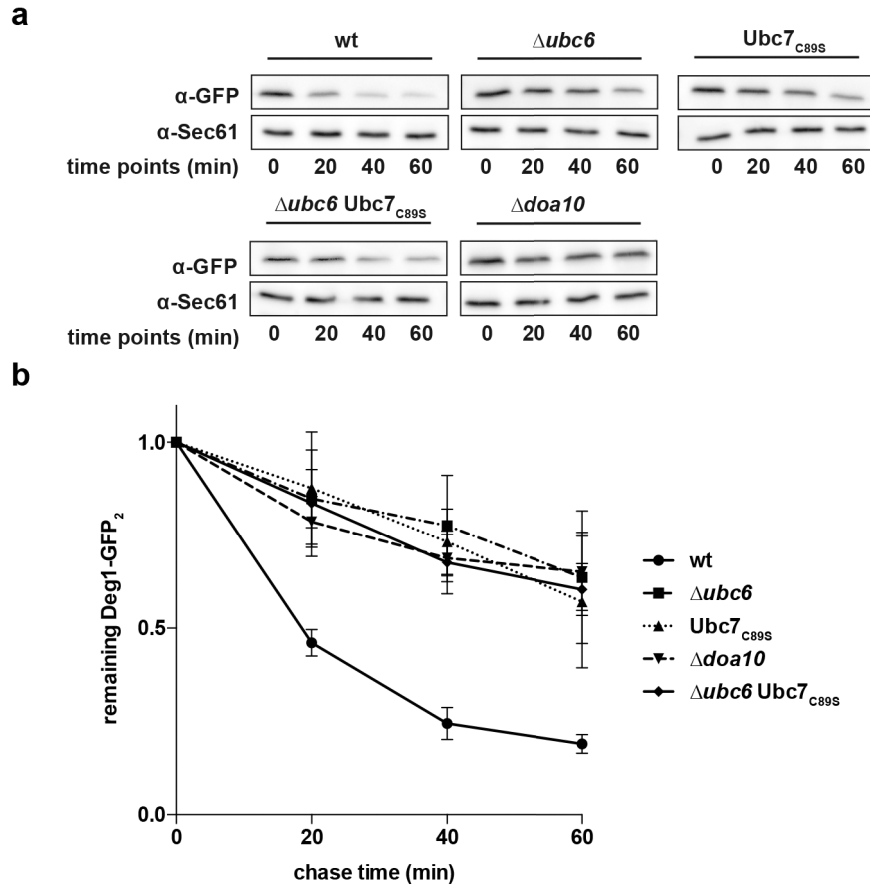 a
wt Δubc6 Ubc7C89S
α-GFP
α-Sec61
time points (min) 0 20 40 60 0 20 40 60 0 20 40 60
Δubc6 Ubc7C89S Δdoa10
α-GFP
α-Sec61
time points (min) 0 20 40 60 0 20 40 60
b
1.0
0.5
0.0
remaining Deg1-GFP2
0 20 40 60
chase time (min)
wt
Δubc6
Ubc7C89S
Δdoa10
Δubc6 Ubc7C89S